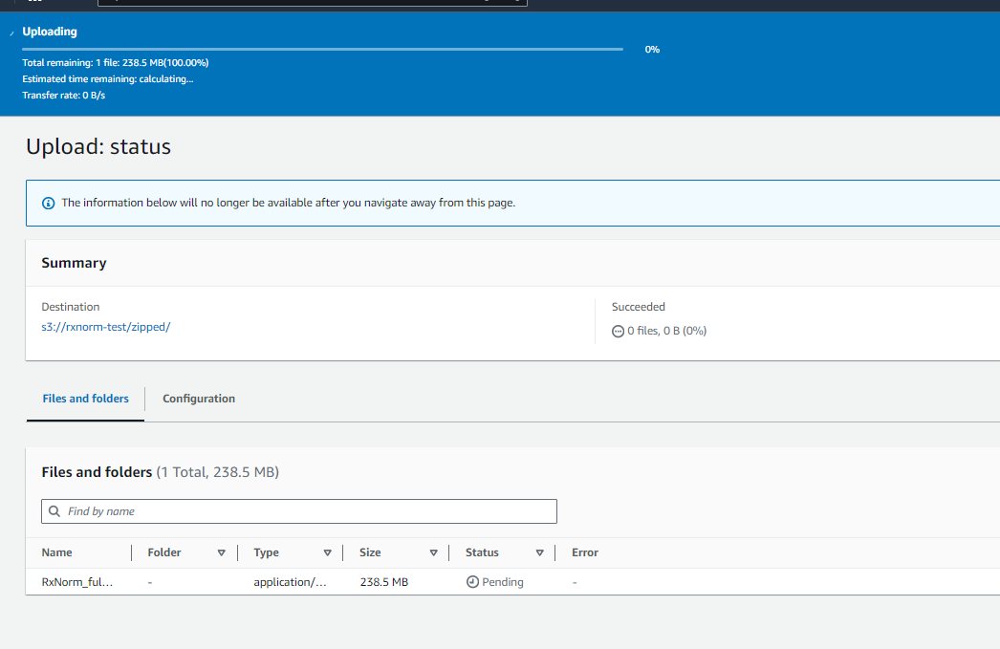 Uploading
0%
Total remaining: 1 file: 238.5 MB(100.00%)
Estimated time remaining: calculating...
Transfer rate: 0 B/s
Upload: status
The information below will no longer be available after you navigate away from this page.
Summary
Destination
s3://rxnorm-test/zipped/
Succeeded
0 files, 0 B (0%)
Files and folders
Configuration
Files and folders (1 Total, 238.5 MB)
Find by name
Name Folder Type Size Status Error
RxNorm_ful... - application/... 238.5 MB Pending -